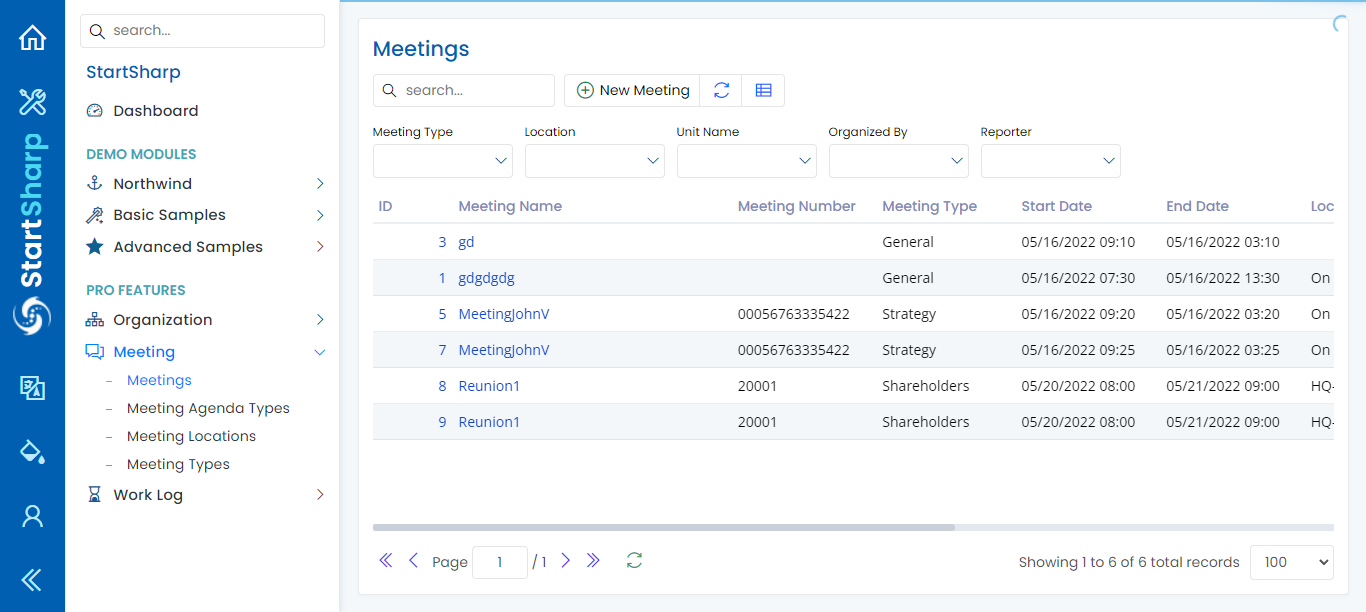 StartSharp
search...
StartSharp
Dashboard
DEMO MODULES
Northwind
Basic Samples
Advanced Samples
PRO FEATURES
Organization
Meeting
Meetings
Meeting Agenda Types
Meeting Locations
Meeting Types
Work Log
Meetings
search... New Meeting
Meeting Type Location Unit Name Organized By Reporter
ID Meeting Name Meeting Number Meeting Type Start Date End Date Loc
3 gd General 05/16/2022 09:10 05/16/2022 03:10
1 gdgdgdg General 05/16/2022 07:30 05/16/2022 13:30 On
5 MeetingJohnV 00056763335422 Strategy 05/16/2022 09:20 05/16/2022 03:20 On
7 MeetingJohnV 00056763335422 Strategy 05/16/2022 09:25 05/16/2022 03:25 On
8 Reunion1 20001 Shareholders 05/20/2022 08:00 05/21/2022 09:00 HQ-
9 Reunion1 20001 Shareholders 05/20/2022 08:00 05/21/2022 09:00 HQ-
Page 1 / 1 Showing 1 to 6 of 6 total records 100